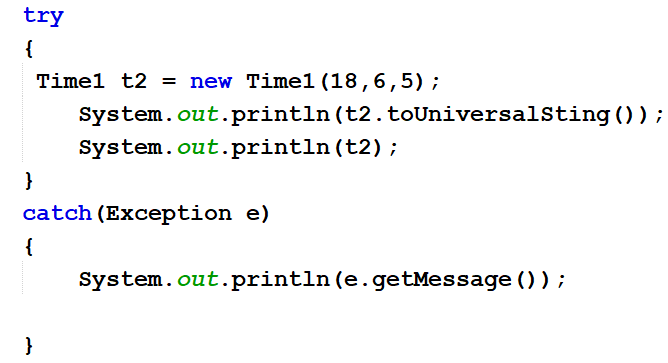 try
{
Time1 t2 = new Time1(18,6,5);
System.out.println(t2.toUniversalSting());
System.out.println(t2);
}
catch(Exception e)
{
System.out.println(e.getMessage());
}